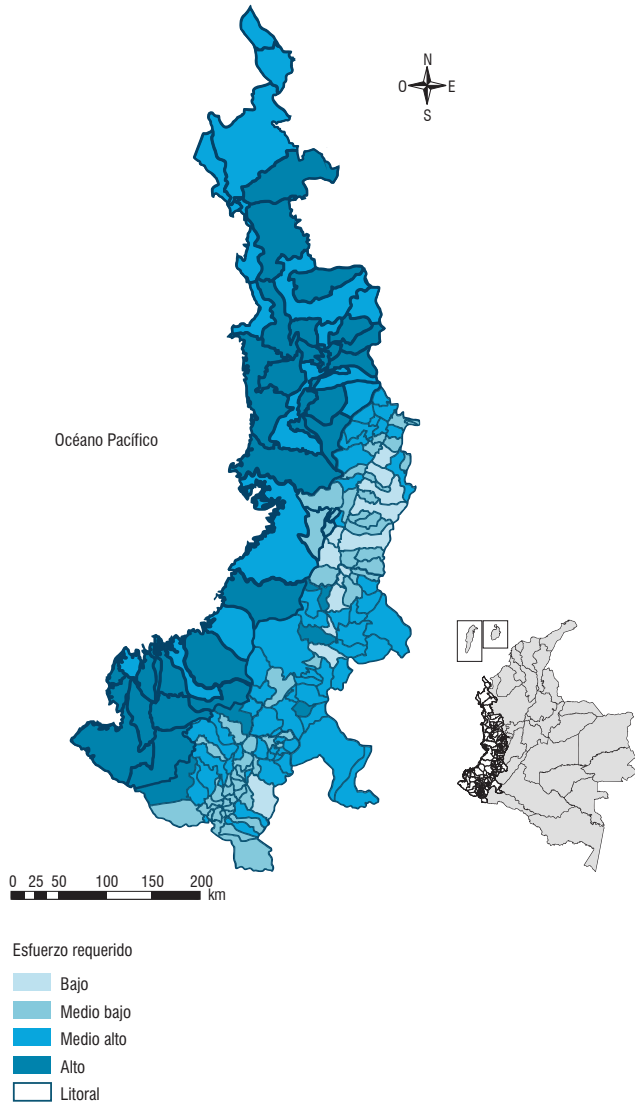 N
O E
S
Océano Pacífico
0 25 50 100 150 200
km
Esfuerzo requerido
Bajo
Medio bajo
Medio alto
Alto
Litoral